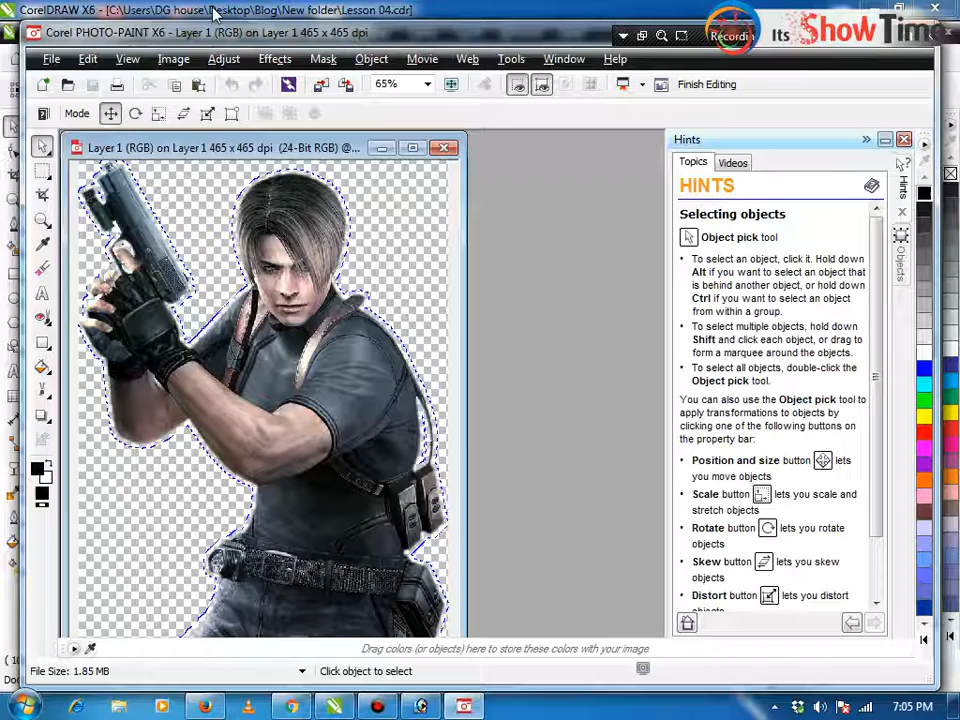 CorelDRAW X6 - [C:\Users\DG house\Desktop\Blog\New folder\Lesson 04.cdr]
Corel PHOTO-PAINT X6 - Layer 1 (RGB) on Layer 1 465 x 465 dpi
Its ShowTime
File Edit View Image Adjust Effects Mask Object Movie Web Tools Window Help
65% Finish Editing
Mode
Layer 1 (RGB) on Layer 1 465 x 465 dpi (24-Bit RGB) @...
Hints
Topics Videos
HINTS
Selecting objects
Object pick tool
• To select an object, click it. Hold down
Alt if you want to select an object that
is behind another object, or hold down
Ctrl if you want to select an object
from within a group.
• To select multiple objects, hold down
Shift and click each object, or drag to
form a marquee around the objects.
• To select all objects, double-click the
Object pick tool.
You can also use the Object pick tool to
apply transformations to objects by
clicking one of the following buttons on
the property bar:
• Position and size button lets
you move objects
• Scale button lets you scale and
stretch objects
• Rotate button lets you rotate
objects
• Skew button lets you skew
objects
• Distort button lets you distort
Hints
Objects
Drag colors (or objects) here to store these colors with your image
File Size: 1.85 MB Click object to select
7:05 PM